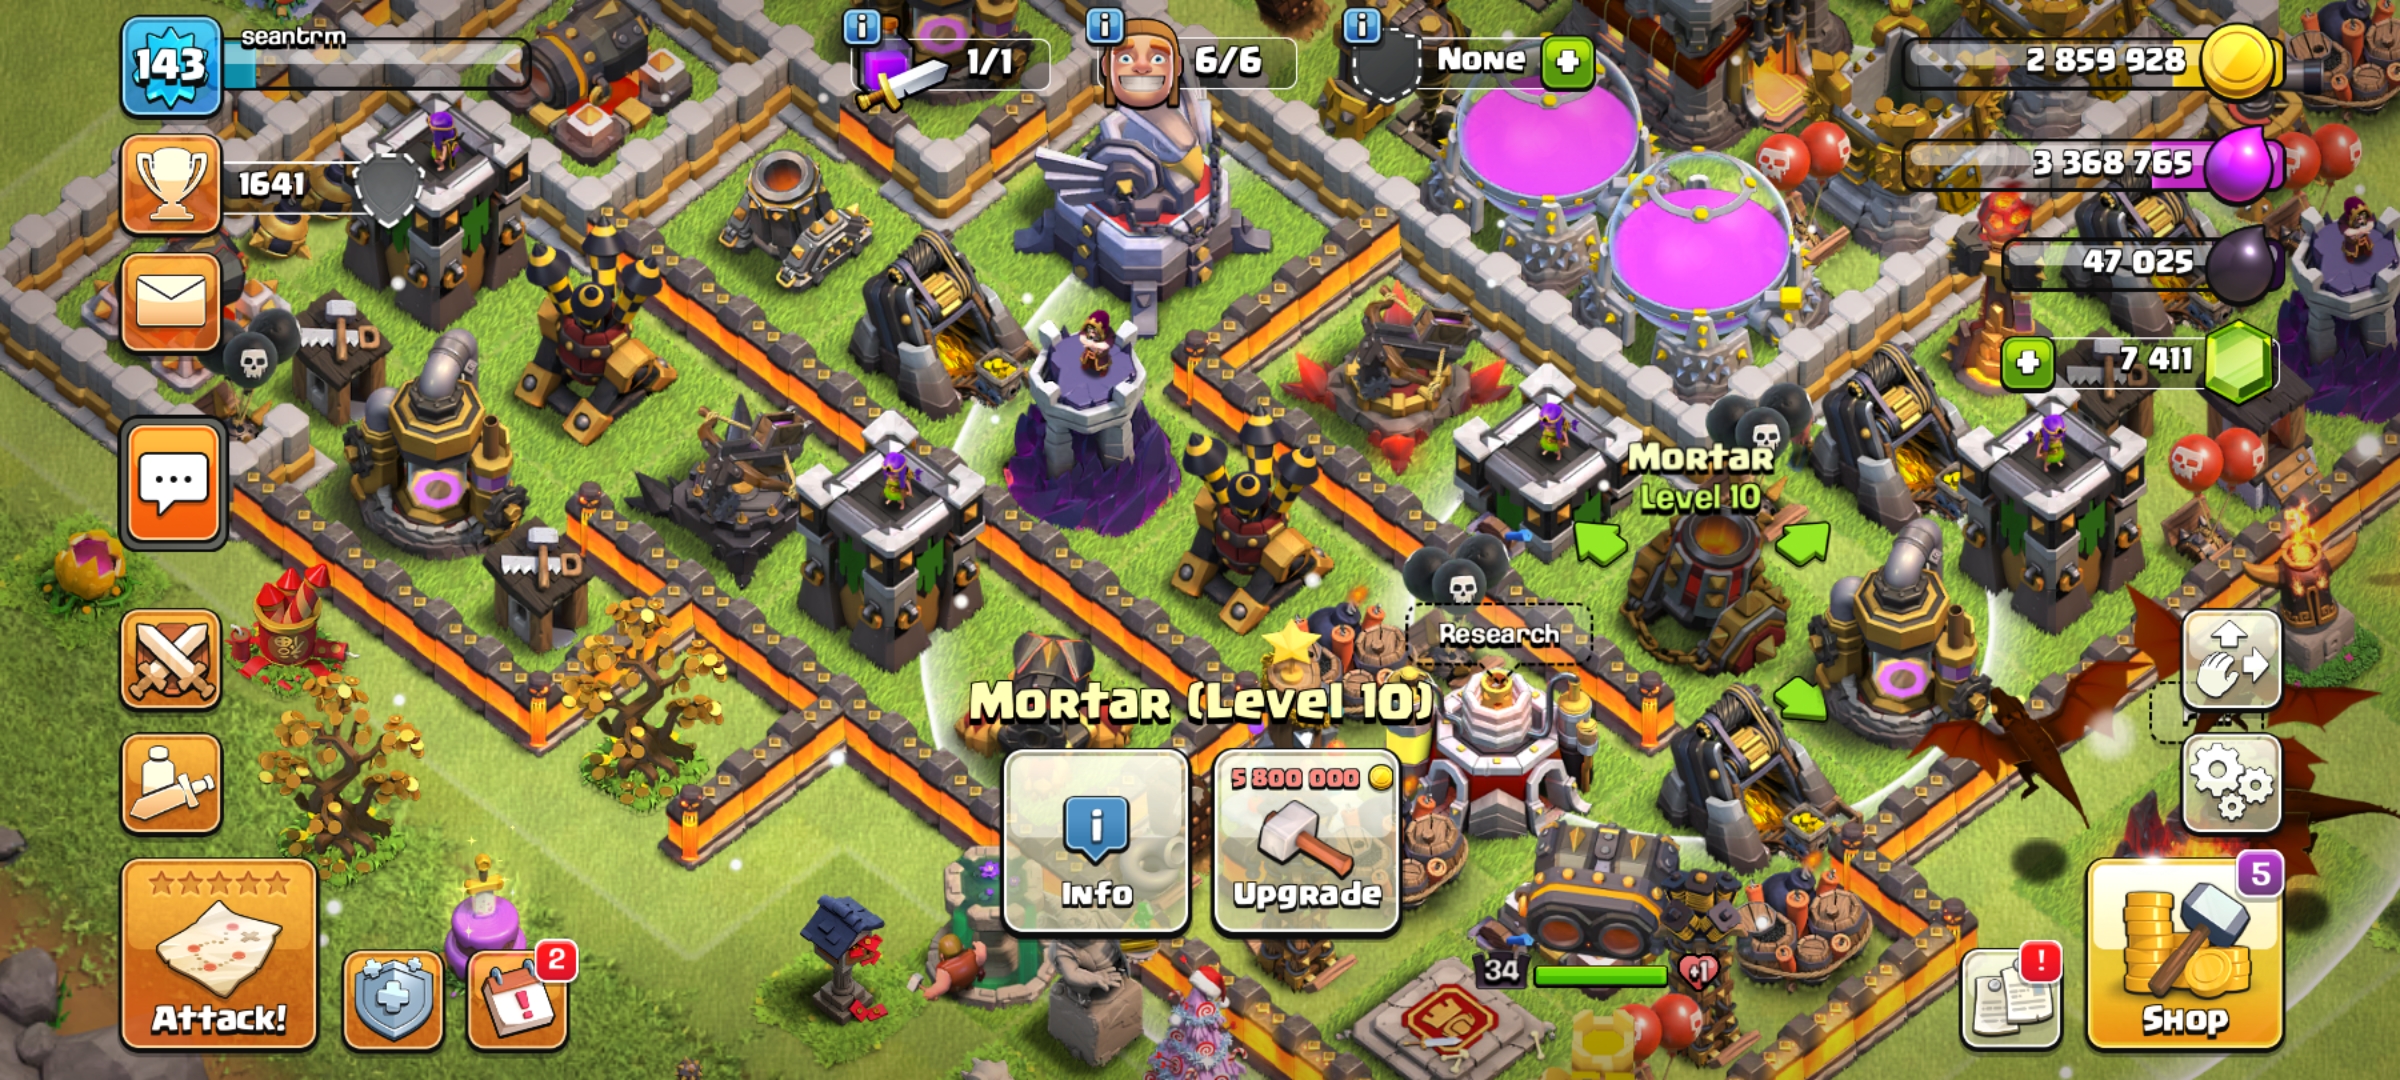 143
seantrm
1/1
6/6
None
2 859 928
1641
3 368 765
47 025
7 411
Mortar
Level 10
Research
Mortar (Level 10)
5 800 000
Info
Upgrade
5
34
+1
2
!
Attack!
Shop